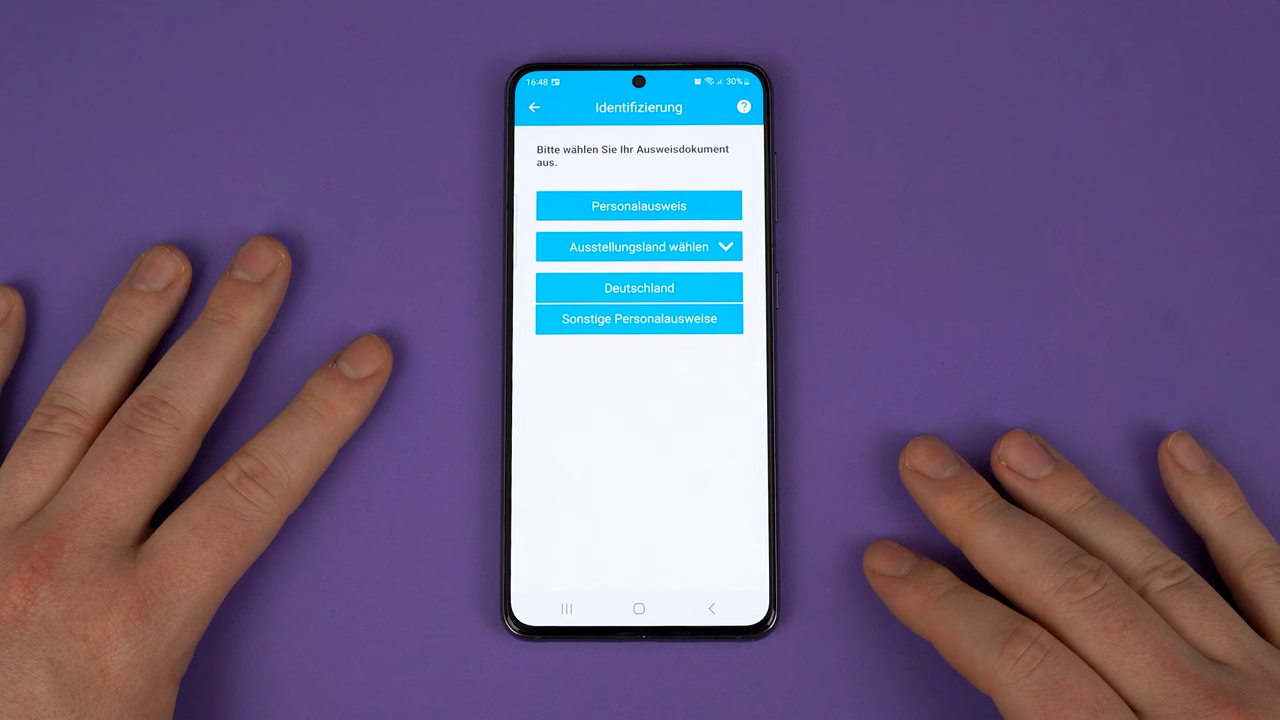 16:48 30%
Identifizierung ?
Bitte wählen Sie Ihr Ausweisdokument
aus.
Personalausweis
Ausstellungsland wählen
Deutschland
Sonstige Personalausweise